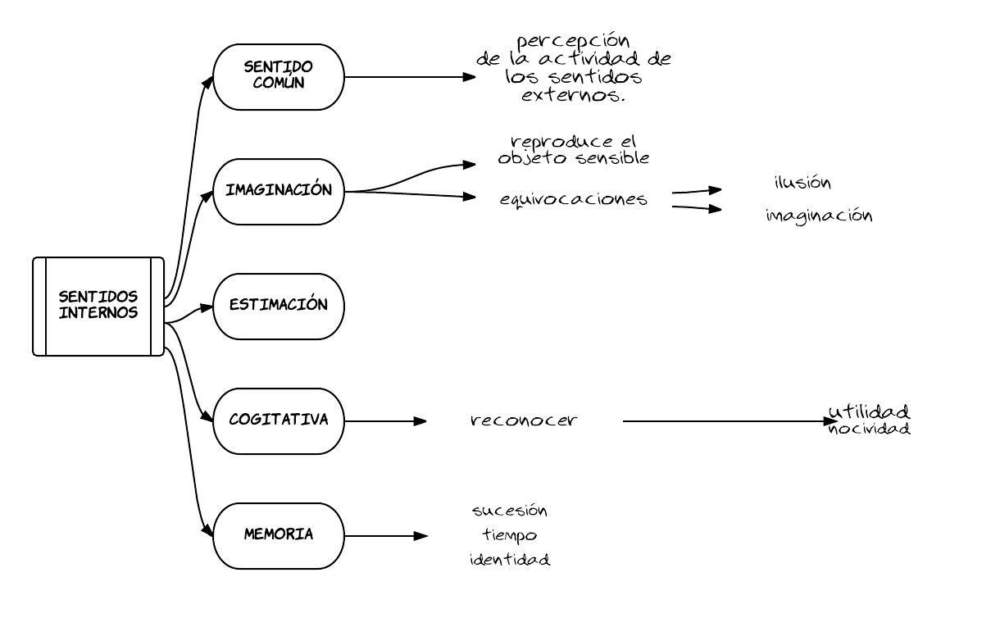 SENTIDOS
INTERNOS
SENTIDO
COMÚN
percepción
de la actividad de
los sentidos
externos.
IMAGINACIÓN
reproduce el
objeto sensible
equivocaciones
ilusión
imaginación
ESTIMACIÓN
COGITATIVA
reconocer
utilidad
nocividad
MEMORIA
sucesión
tiempo
identidad